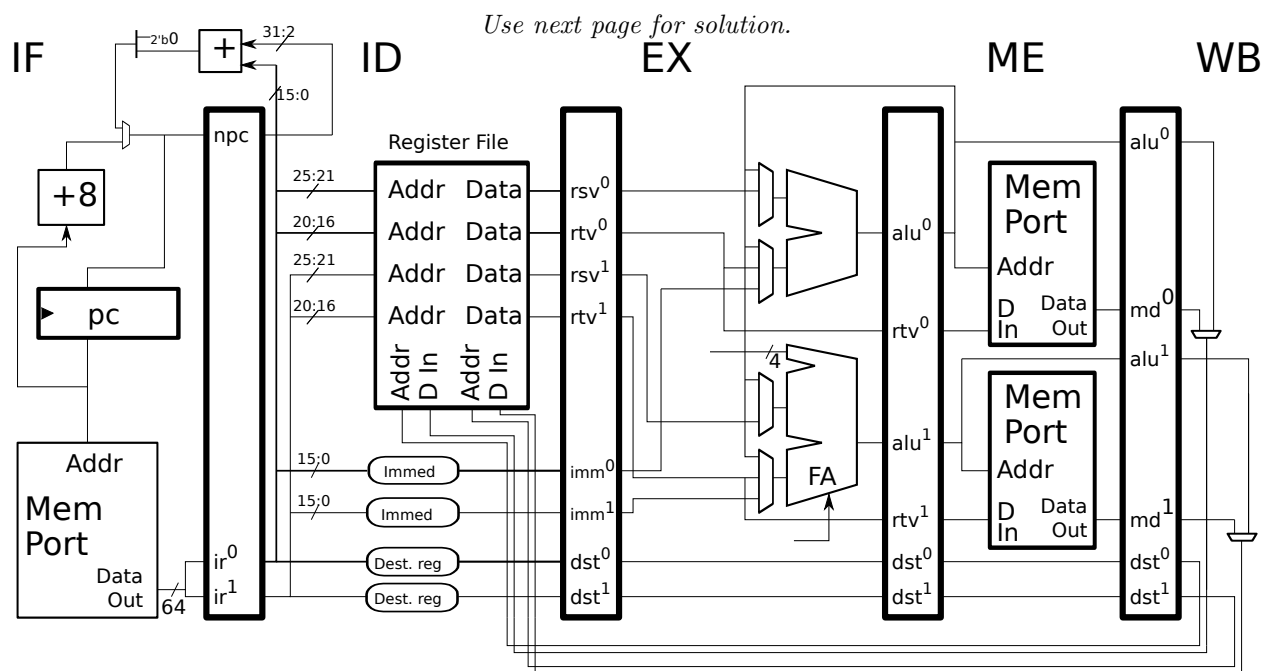 Use next page for solution.
IF
ID
EX
ME
WB
2'b0
+
31:2
15:0
+8
pc
Addr
Mem
Port
Data
Out
64
npc
ir0
ir1
Register File
25:21
Addr Data
20:16
Addr Data
25:21
Addr Data
20:16
Addr Data
Addr
D In
Addr
D In
15:0
Immed
15:0
Immed
Dest. reg
Dest. reg
rsv0
rtv0
rsv1
rtv1
imm0
imm1
dst0
dst1
4
FA
alu0
rtv0
alu1
rtv1
dst0
dst1
Mem
Port
Addr
D
In
Data
Out
Mem
Port
Addr
D
In
Data
Out
alu0
md0
alu1
md1
dst0
dst1